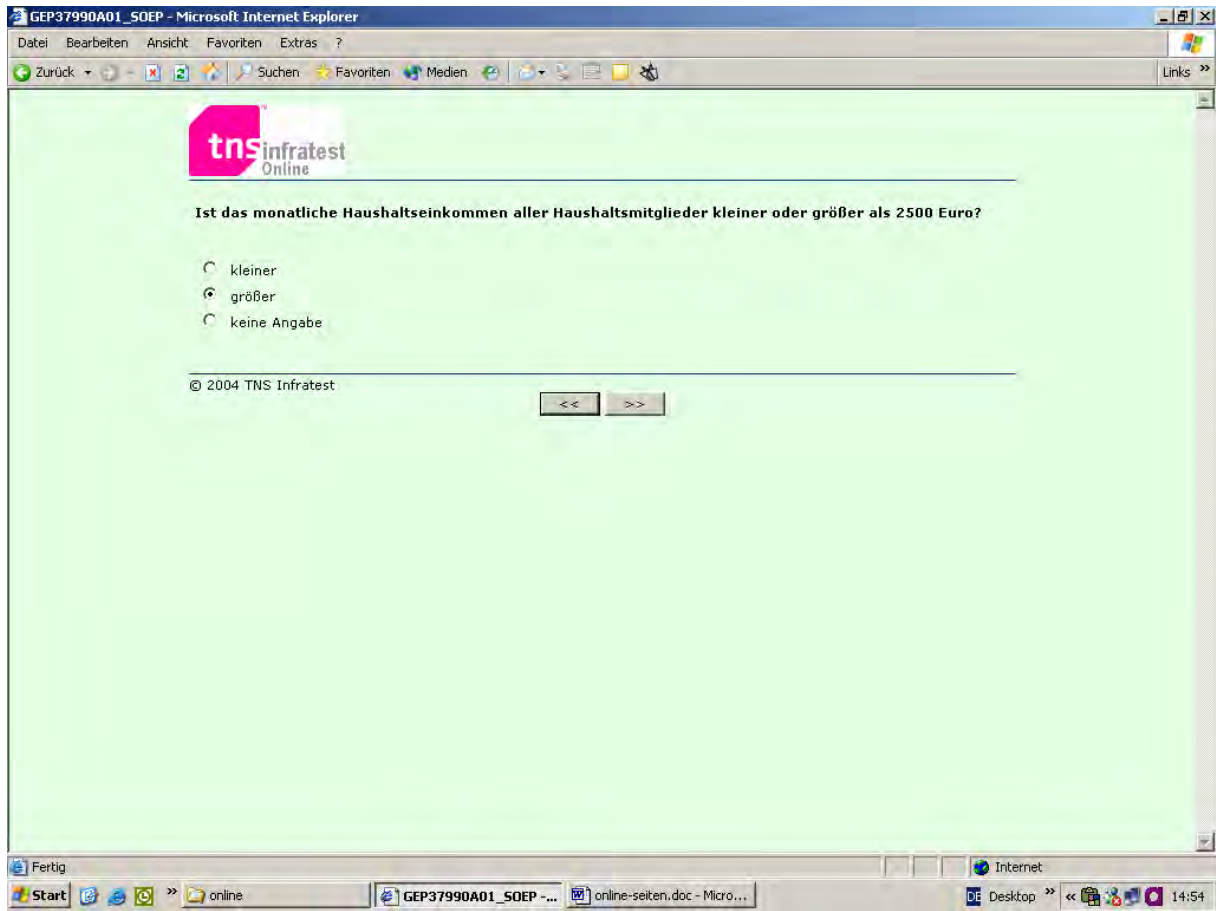 GEP37990A01_SOEP - Microsoft Internet Explorer
Datei Bearbeiten Ansicht Favoriten Extras ?
Zurück Suchen Favoriten Medien Links »
tns infratest
Online
Ist das monatliche Haushaltseinkommen aller Haushaltsmitglieder kleiner oder größer als 2500 Euro?
kleiner
größer
keine Angabe
© 2004 TNS Infratest
<< >>
Fertig Internet
Start » online GEP37990A01_SOEP -... online-seiten.doc - Micro... DE Desktop » « 14:54